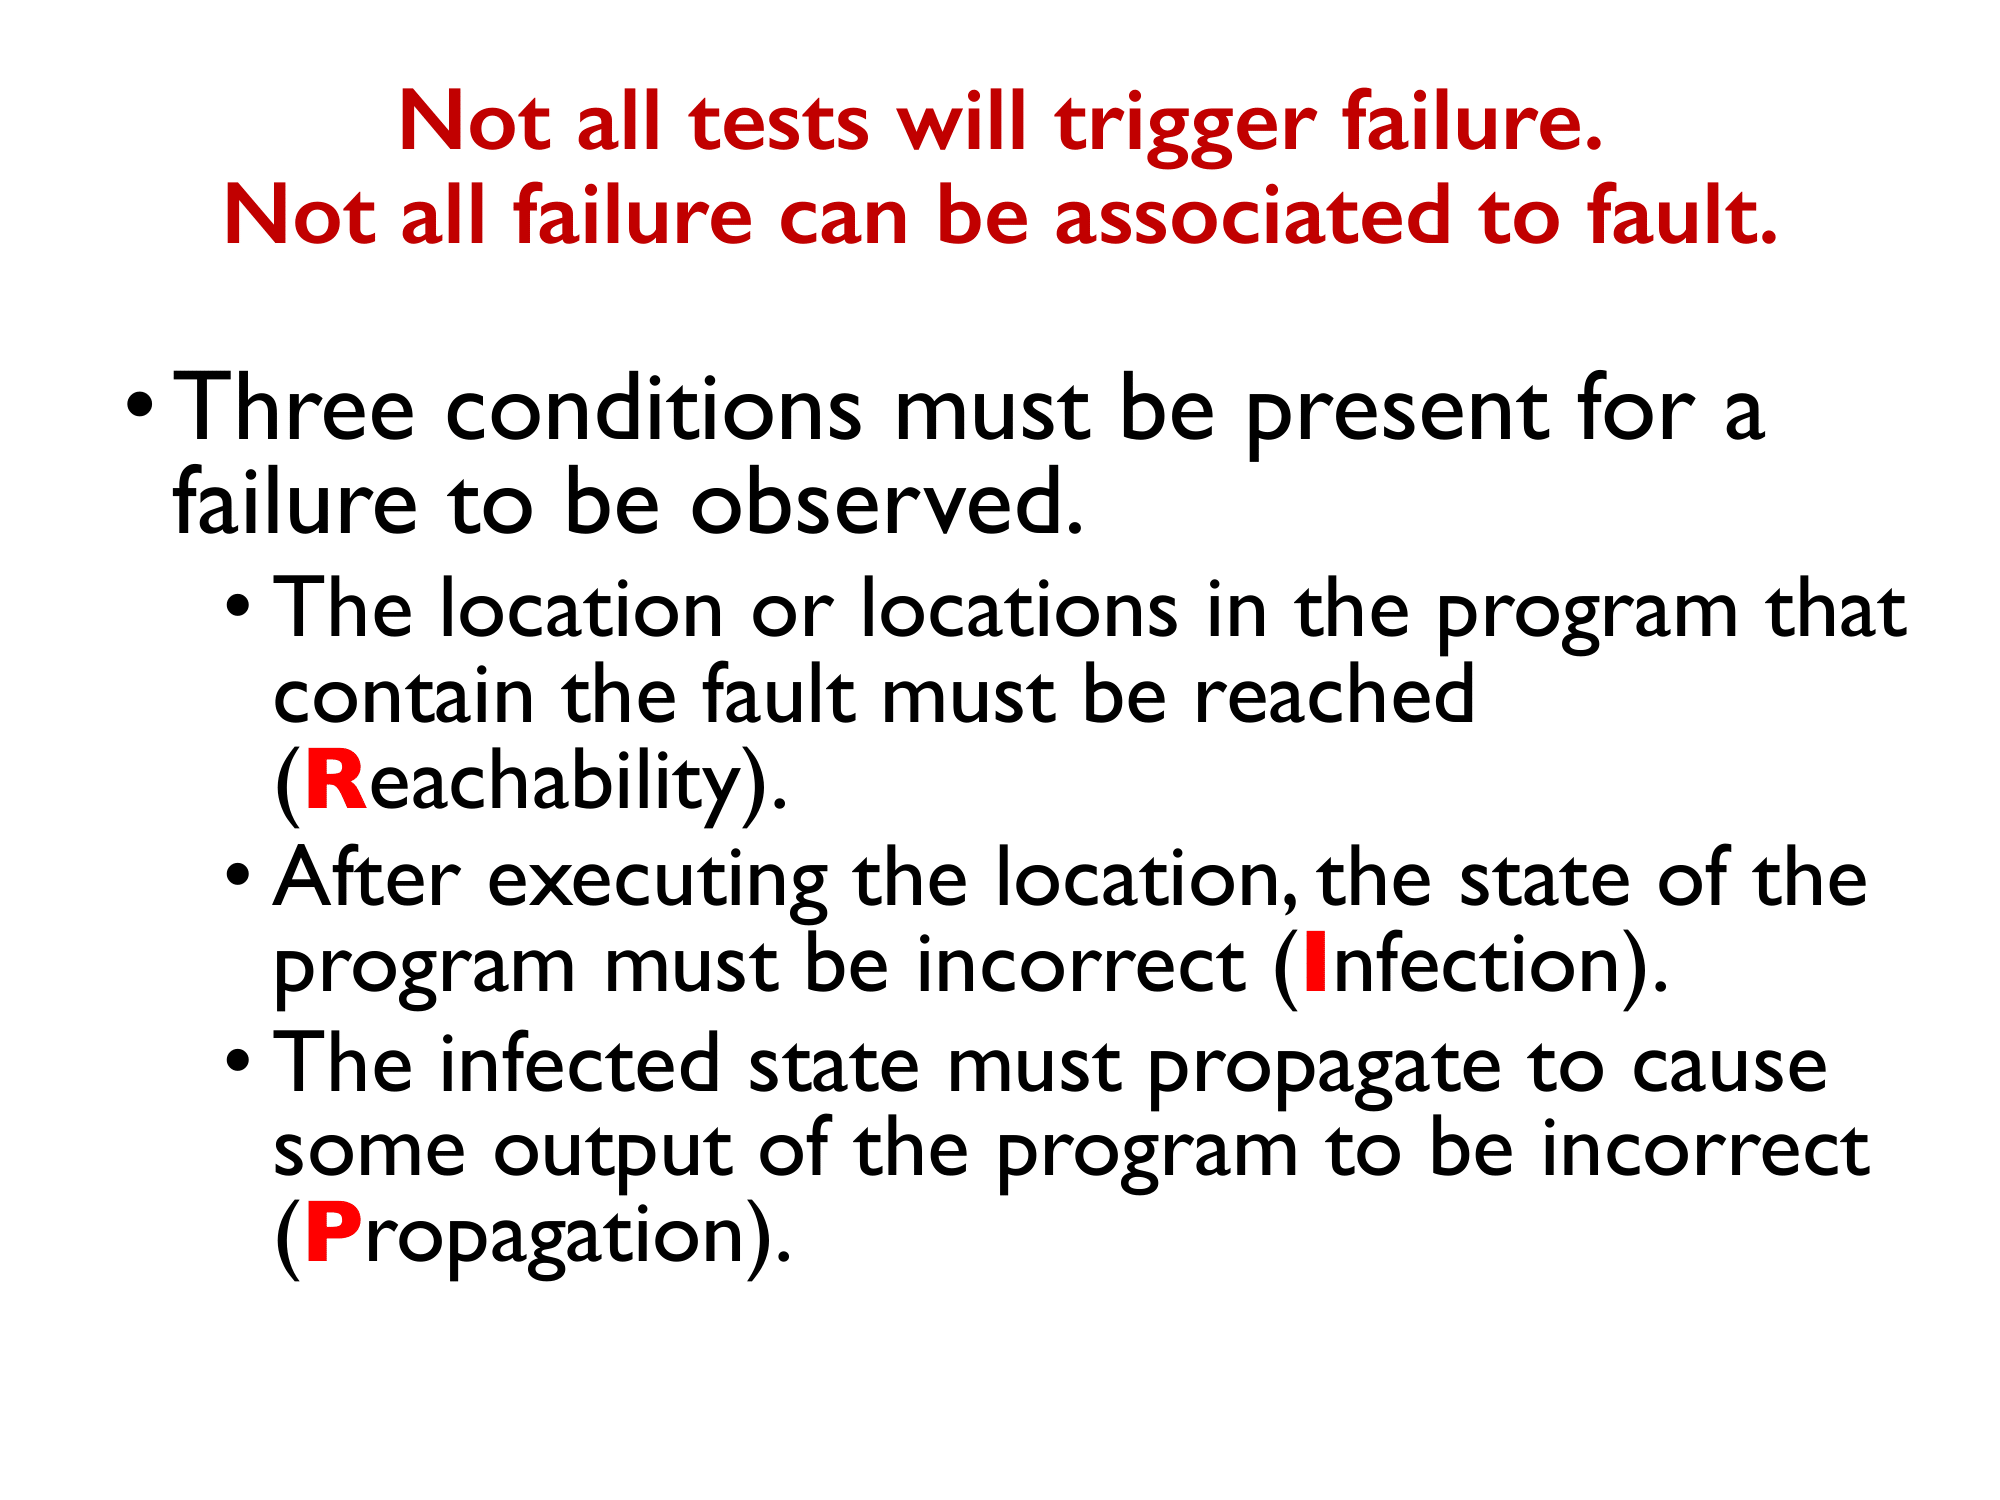 Not all tests will trigger failure.
Not all failure can be associated to fault.
• Three conditions must be present for a
failure to be observed.
• The location or locations in the program that
contain the fault must be reached
(Reachability).
• After executing the location, the state of the
program must be incorrect (Infection).
• The infected state must propagate to cause
some output of the program to be incorrect
(Propagation).